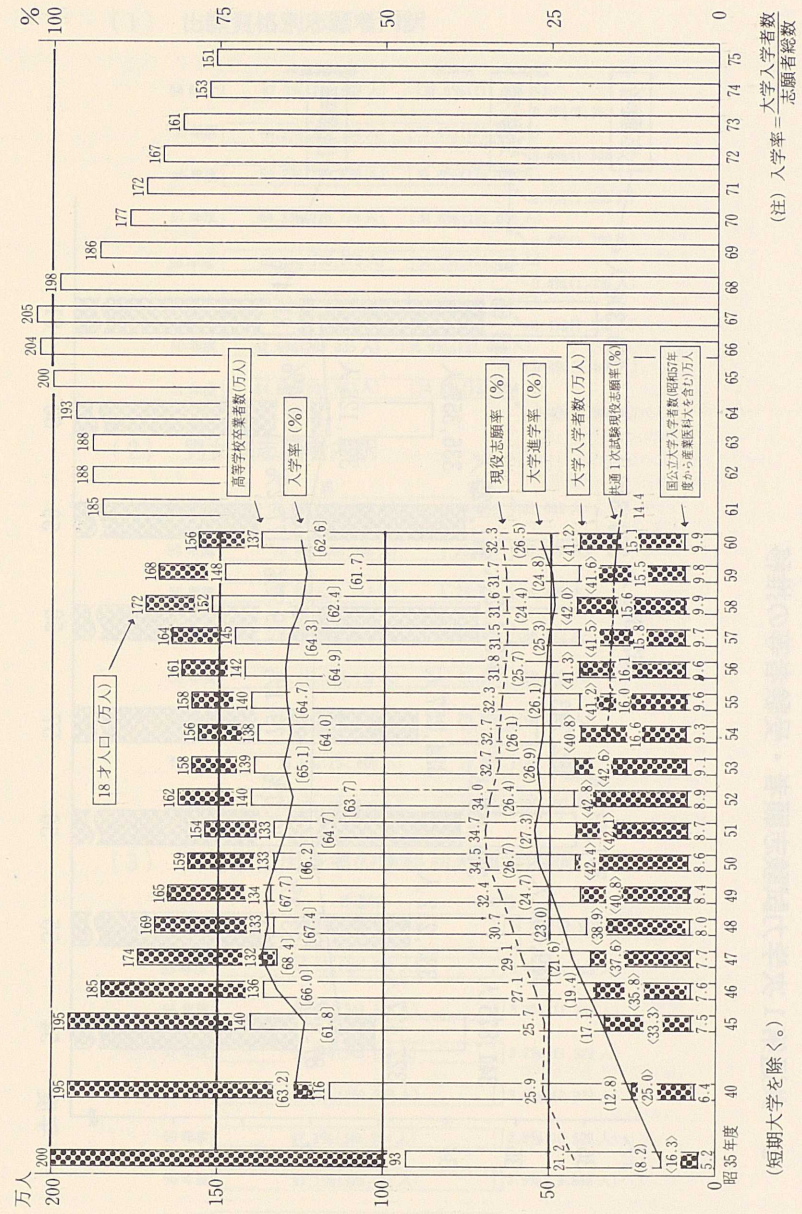 万人
%
200
150
100
50
0
100
75
50
25
0
18才人口（万人）
高等学校卒業者数(万人)
入学率（%）
現役志願率（%）
大学進学率（%）
大学入学者数(万人)
共通1次試験現役志願率(%)
国公立大学入学者数(昭和57年
度から産業医科大を含む)万人
200 195 195 185 174 169 165 159 154 162 158 156 158 161 164 172 168 156 185 188 188 193 200 204 205 198 186 177 172 167 161 153 151
93 116 140 136 132 133 134 133 133 140 139 138 140 142 145 152 148 137
[63.2] [61.8] [66.0] [68.4] [67.4] [67.7] [66.2] [64.7] [63.7] [65.1] [64.0] [64.7] [64.9] [64.3] [62.4] [61.7] [62.6]
21.2 25.9 25.7 27.1 29.1 30.7 32.4 34.5 34.7 34.0 32.7 32.7 32.3 31.8 31.5 31.6 31.7 32.3
(8.2) (12.8) (17.1) (19.4) (21.6) (23.0) (24.7) (26.7) (27.3) (26.4) (26.9) (26.1) (26.1) (25.7) (25.3) (24.4) (24.8) (26.5)
<16.3> <25.0> <33.3> <35.8> <37.6> <38.9> <40.8> <42.4> <42.1> <42.8> <42.6> <40.8> <41.2> <41.3> <41.5> <42.0> <41.6> <41.2>
16.6 16.0 16.1 15.8 15.6 15.5 15.1 14.4
5.2 6.4 7.5 7.6 7.7 8.0 8.4 8.6 8.7 8.9 9.1 9.3 9.6 9.6 9.7 9.9 9.8 9.9
昭35年度 40 45 46 47 48 49 50 51 52 53 54 55 56 57 58 59 60 61 62 63 64 65 66 67 68 69 70 71 72 73 74 75
(短期大学を除く。)
(注) 入学率=大学入学者数
志願者総数